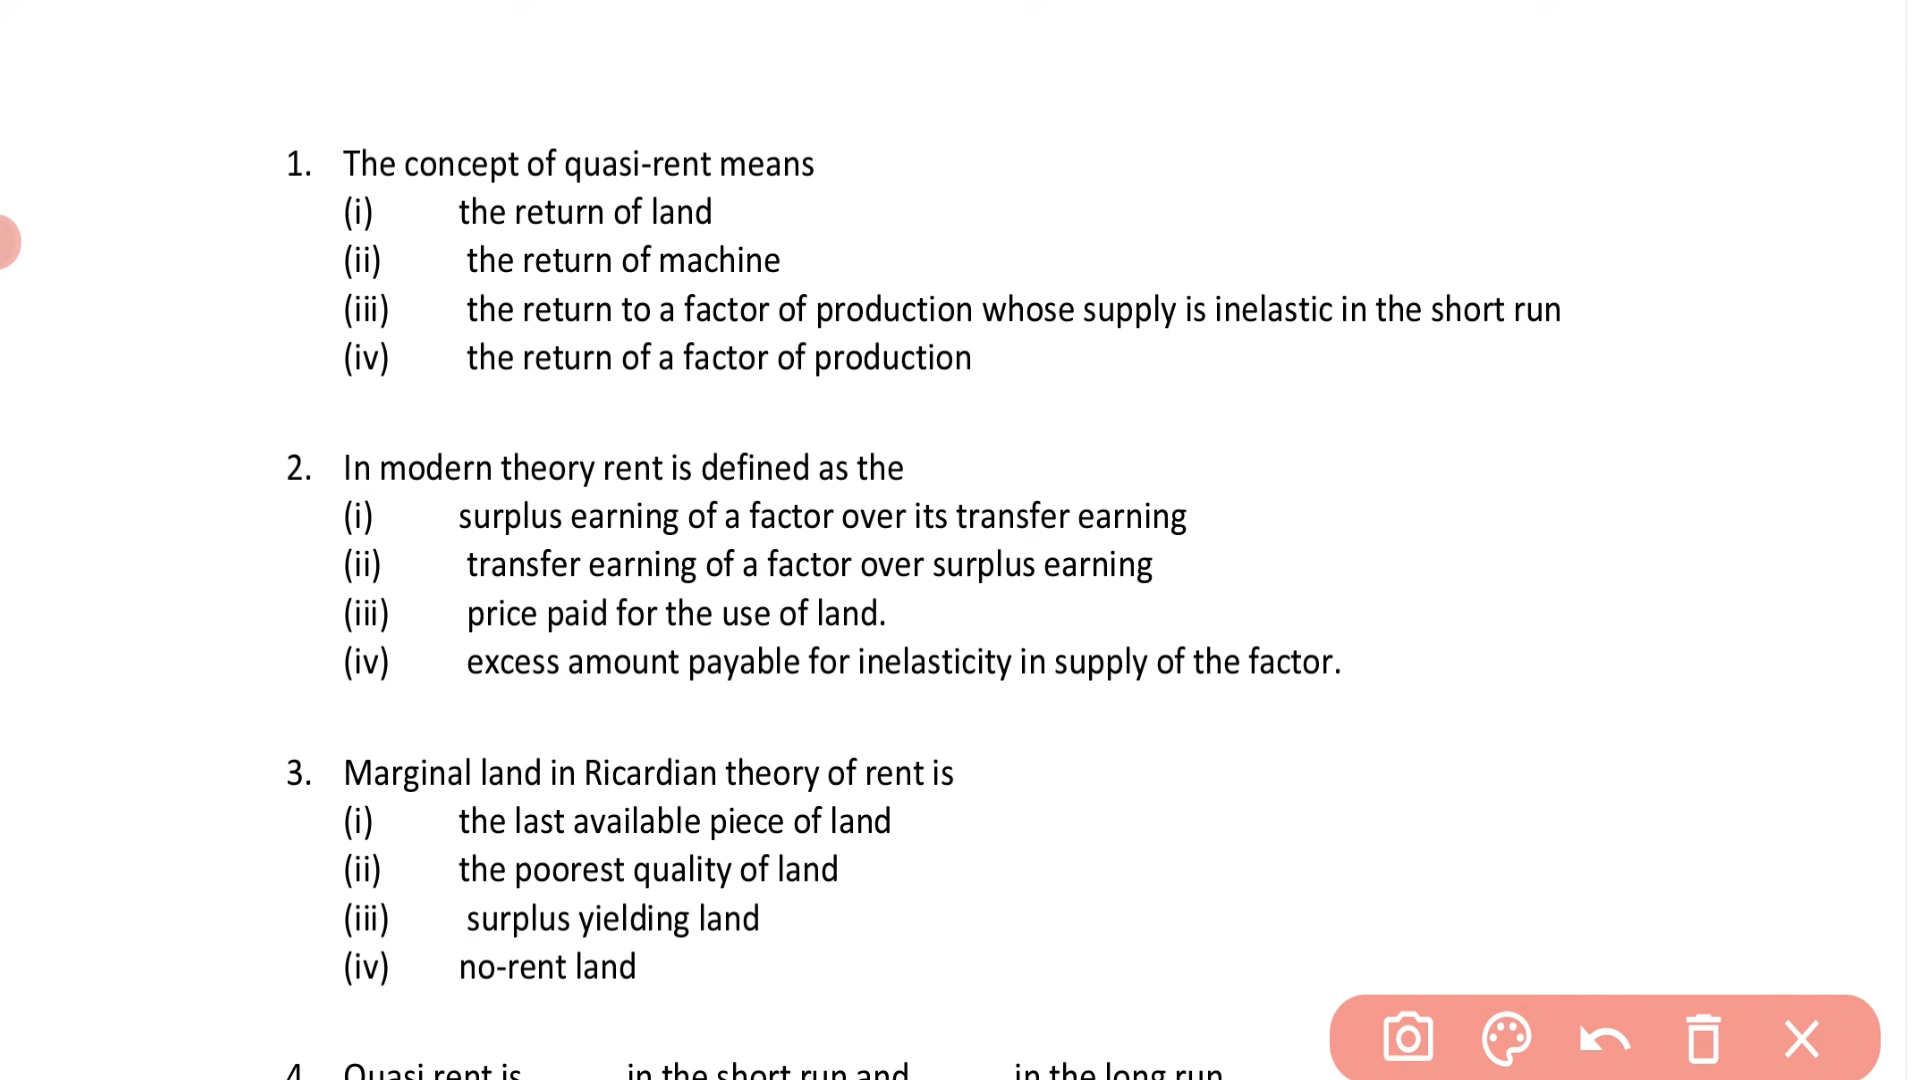 1. The concept of quasi-rent means
(i) the return of land
(ii) the return of machine
(iii) the return to a factor of production whose supply is inelastic in the short run
(iv) the return of a factor of production
2. In modern theory rent is defined as the
(i) surplus earning of a factor over its transfer earning
(ii) transfer earning of a factor over surplus earning
(iii) price paid for the use of land.
(iv) excess amount payable for inelasticity in supply of the factor.
3. Marginal land in Ricardian theory of rent is
(i) the last available piece of land
(ii) the poorest quality of land
(iii) surplus yielding land
(iv) no-rent land
4. Quasi rent is in the short run and in the long run